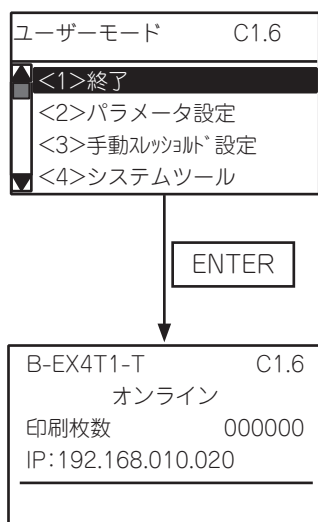 ユーザーモード C1.6
<1>終了
<2>パラメータ設定
<3>手動ｽﾚｯｼｮﾙﾄﾞ設定
<4>システムツール
ENTER
B-EX4T1-T C1.6
オンライン
印刷枚数 000000
IP:192.168.010.020